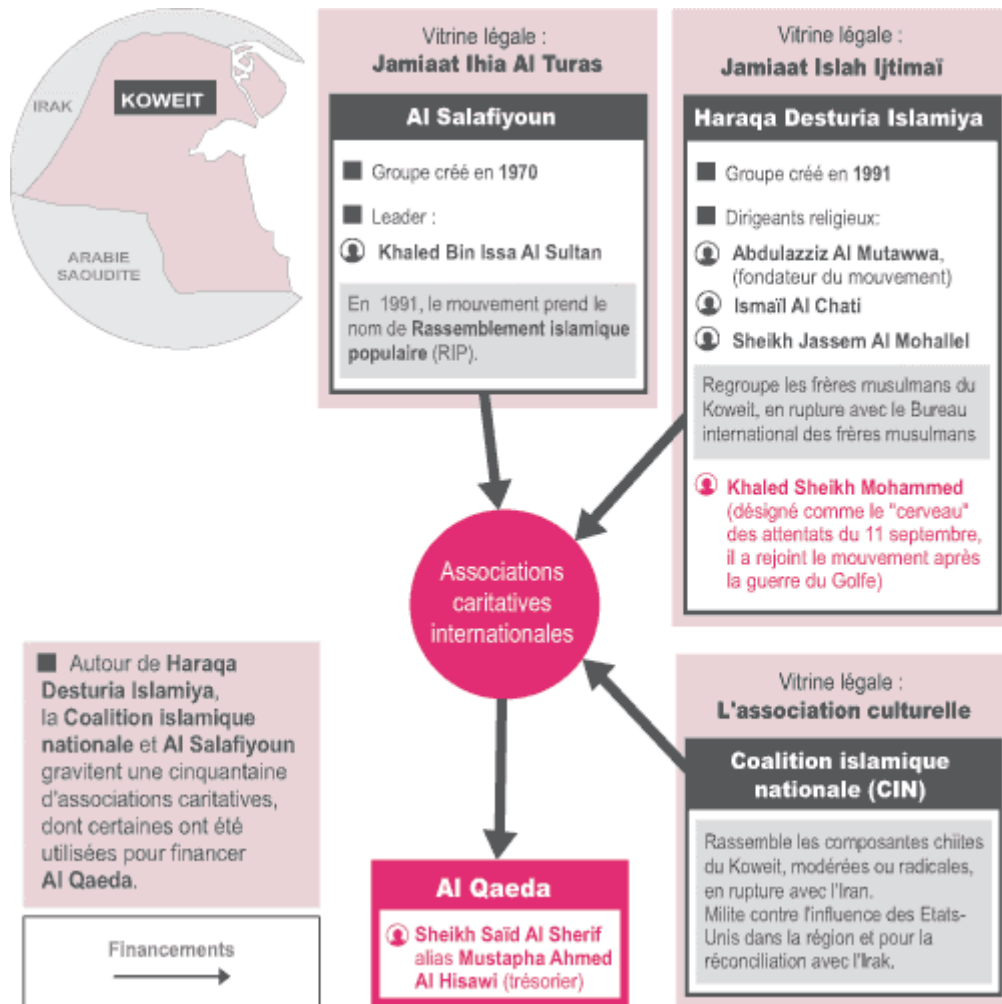 IRAK
KOWEIT
ARABIE
SAOUDITE
Vitrine légale :
Jamiaat Ihia Al Turas
Al Salafiyoun
Groupe créé en 1970
Leader :
Khaled Bin Issa Al Sultan
En 1991, le mouvement prend le
nom de Rassemblement islamique
populaire (RIP).
Vitrine légale :
Jamiaat Islah Ijtimaï
Haraqa Desturia Islamiya
Groupe créé en 1991
Dirigeants religieux:
Abdulazziz Al Mutawwa,
(fondateur du mouvement)
Ismaïl Al Chati
Sheikh Jassem Al Mohallel
Regroupe les frères musulmans du
Koweit, en rupture avec le Bureau
international des frères musulmans
Khaled Sheikh Mohammed
(désigné comme le "cerveau"
des attentats du 11 septembre,
il a rejoint le mouvement après
la guerre du Golfe)
Associations
caritatives
internationales
Autour de Haraqa
Desturia Islamiya,
la Coalition islamique
nationale et Al Salafiyoun
gravitent une cinquantaine
d'associations caritatives,
dont certaines ont été
utilisées pour financer
Al Qaeda.
Financements
Al Qaeda
Sheikh Saïd Al Sherif
alias Mustapha Ahmed
Al Hisawi (trésorier)
Vitrine légale :
L'association culturelle
Coalition islamique
nationale (CIN)
Rassemble les composantes chiites
du Koweit, modérées ou radicales,
en rupture avec l'Iran.
Milite contre l'influence des Etats-
Unis dans la région et pour la
réconciliation avec l'Irak.